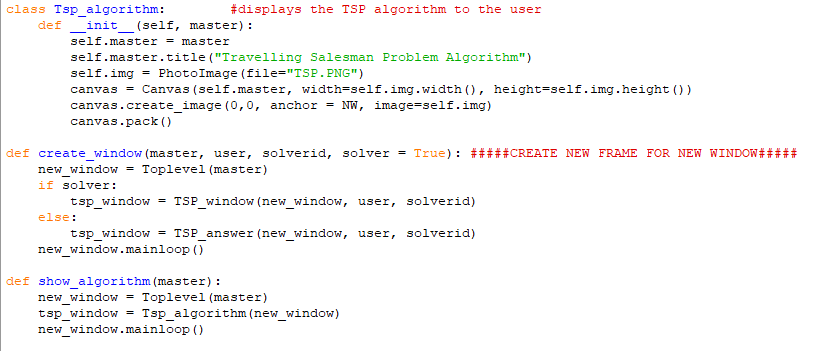 class Tsp_algorithm:        #displays the TSP algorithm to the user
    def __init__(self, master):
        self.master = master
        self.master.title("Travelling Salesman Problem Algorithm")
        self.img = PhotoImage(file="TSP.PNG")
        canvas = Canvas(self.master, width=self.img.width(), height=self.img.height())
        canvas.create_image(0,0, anchor = NW, image=self.img)
        canvas.pack()

def create_window(master, user, solverid, solver = True): #####CREATE NEW FRAME FOR NEW WINDOW#####
    new_window = Toplevel(master)
    if solver:
        tsp_window = TSP_window(new_window, user, solverid)
    else:
        tsp_window = TSP_answer(new_window, user, solverid)
    new_window.mainloop()

def show_algorithm(master):
    new_window = Toplevel(master)
    tsp_window = Tsp_algorithm(new_window)
    new_window.mainloop()